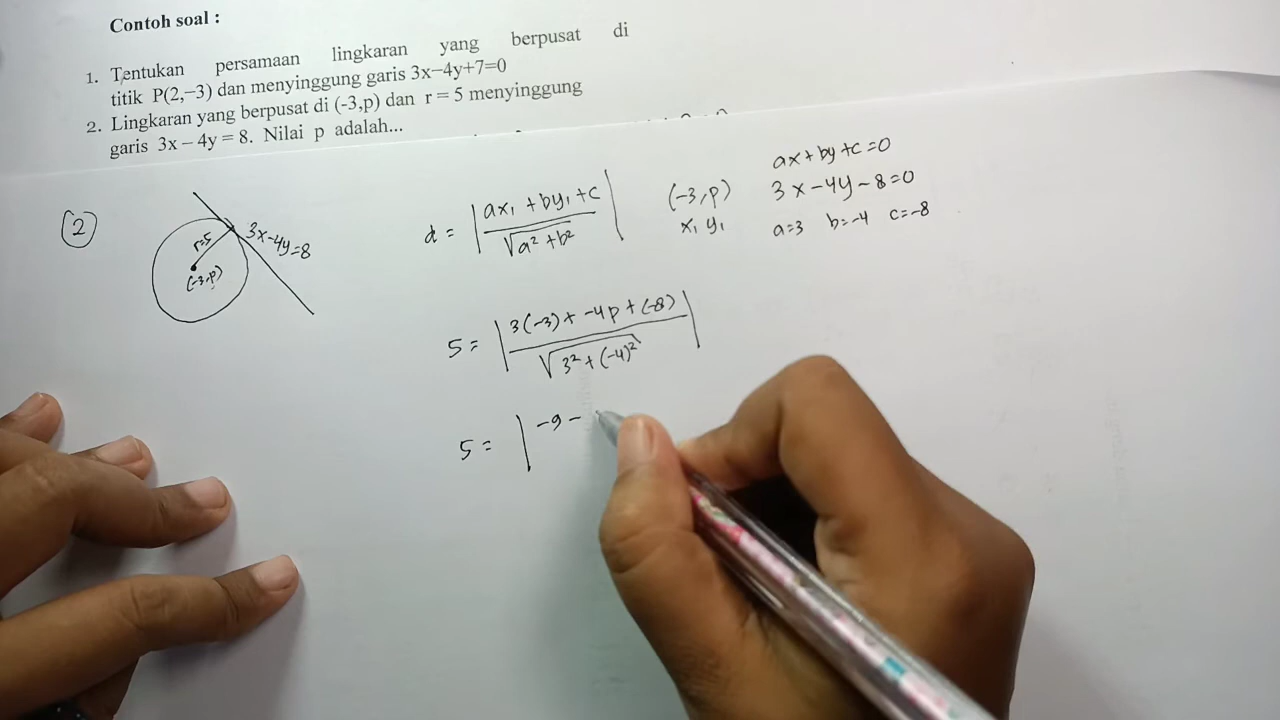 Contoh soal :
1. Tentukan persamaan lingkaran yang berpusat di
titik P(2,−3) dan menyinggung garis 3x−4y+7=0
2. Lingkaran yang berpusat di (-3,p) dan r = 5 menyinggung
garis 3x – 4y = 8. Nilai p adalah...
(2)
r=5
(-3,p)
3x-4y=8
d = |ax₁ + by₁ + c / √a² + b²|
(-3,p)
x₁ y₁
ax+by+c=0
3x-4y-8=0
a=3 b=-4 c=-8
5 = |3(-3) + -4p + (-8) / √3² + (-4)²|
5 = | -9 -